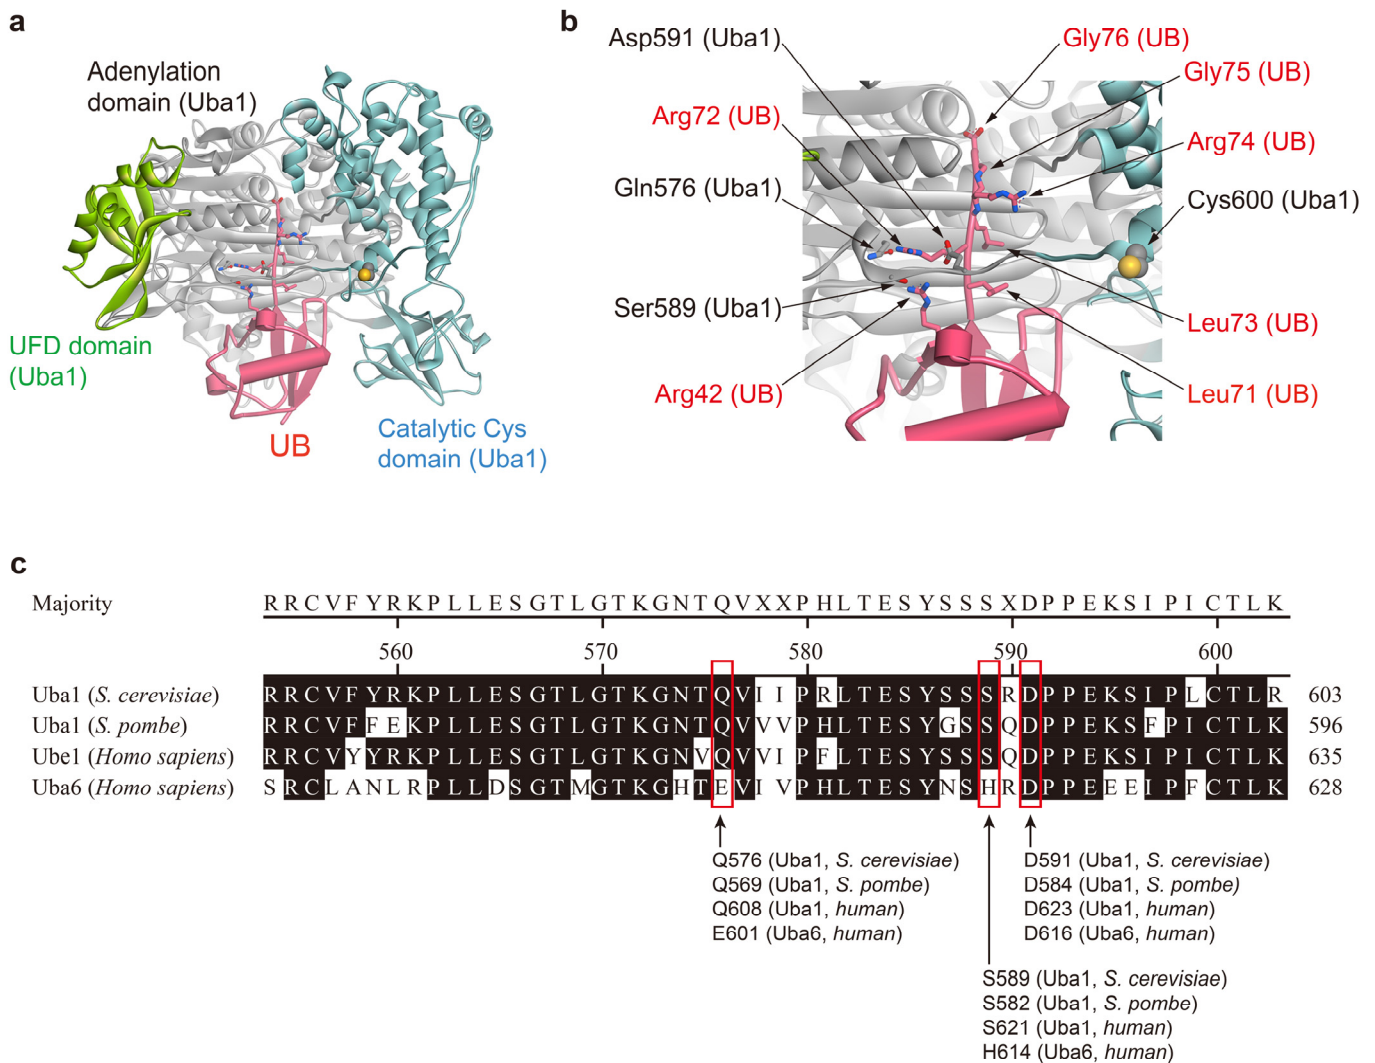 a
Adenylation
domain (Uba1)
UFD domain
(Uba1)
UB
Catalytic Cys
domain (Uba1)
b
Asp591 (Uba1)
Gly76 (UB)
Gly75 (UB)
Arg72 (UB)
Arg74 (UB)
Gln576 (Uba1)
Cys600 (Uba1)
Ser589 (Uba1)
Leu73 (UB)
Arg42 (UB)
Leu71 (UB)
c
Majority RRCVFYRKPLLESGTLGTKGNTQVXXPHLTESYSSSXDPPEKSIPICTLK
560 570 580 590 600
Uba1 (S. cerevisiae) RRCVFYRKPLLESGTLGTKGNTQVIIPRLTESYSSSRDPPEKSIPLCTLR 603
Uba1 (S. pombe) RRCVFFEKPLLESGTLGTKGNTQVVVPHLTESYGSSQDPPEKSFPICTLK 596
Ube1 (Homo sapiens) RRCVYYRKPLLESGTLGTKGNVQVVIPFLTESYSSSQDPPEKSIPICTLK 635
Uba6 (Homo sapiens) SRCLANLRPLLDSGTMGTKGHTEVIVPHLTESYNSHRDPPEEEIPFCTLK 628
Q576 (Uba1, S. cerevisiae)
Q569 (Uba1, S. pombe)
Q608 (Uba1, human)
E601 (Uba6, human)
D591 (Uba1, S. cerevisiae)
D584 (Uba1, S. pombe)
D623 (Uba1, human)
D616 (Uba6, human)
S589 (Uba1, S. cerevisiae)
S582 (Uba1, S. pombe)
S621 (Uba1, human)
H614 (Uba6, human)